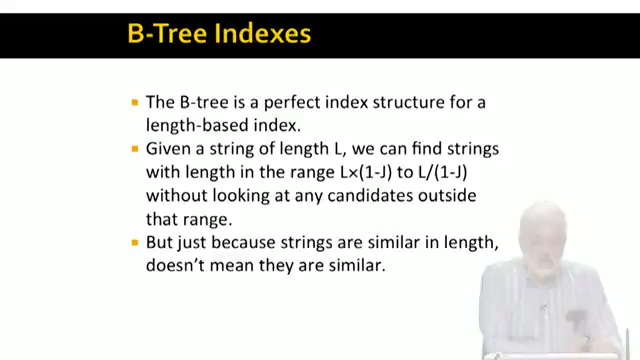 B-Tree Indexes
The B-tree is a perfect index structure for a
length-based index.
Given a string of length L, we can find strings
with length in the range L×(1-J) to L/(1-J)
without looking at any candidates outside
that range.
But just because strings are similar in length,
doesn't mean they are similar.